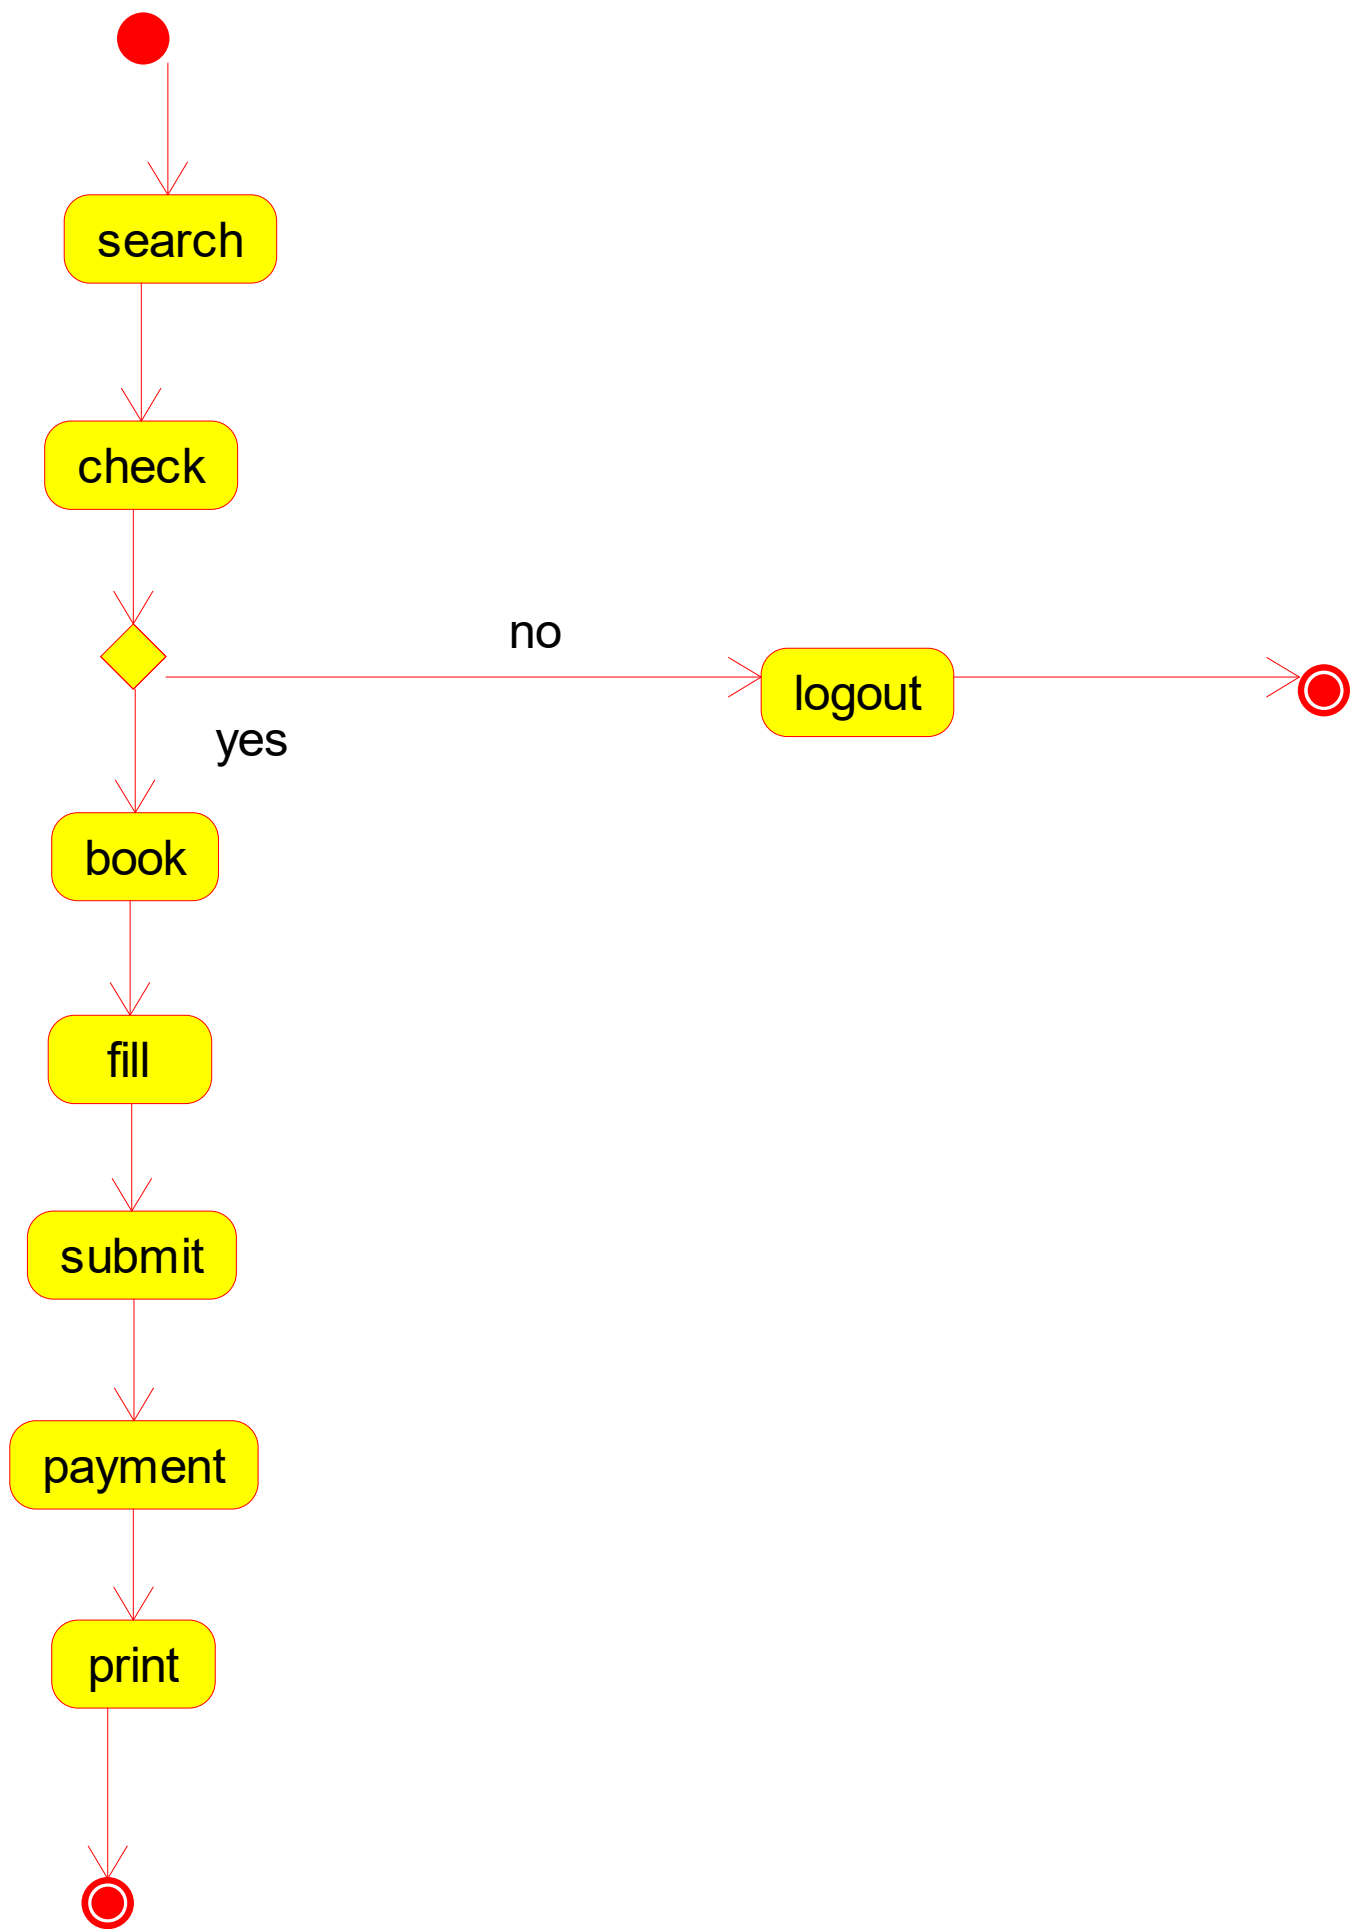 search
check
no
logout
yes
book
fill
submit
payment
print